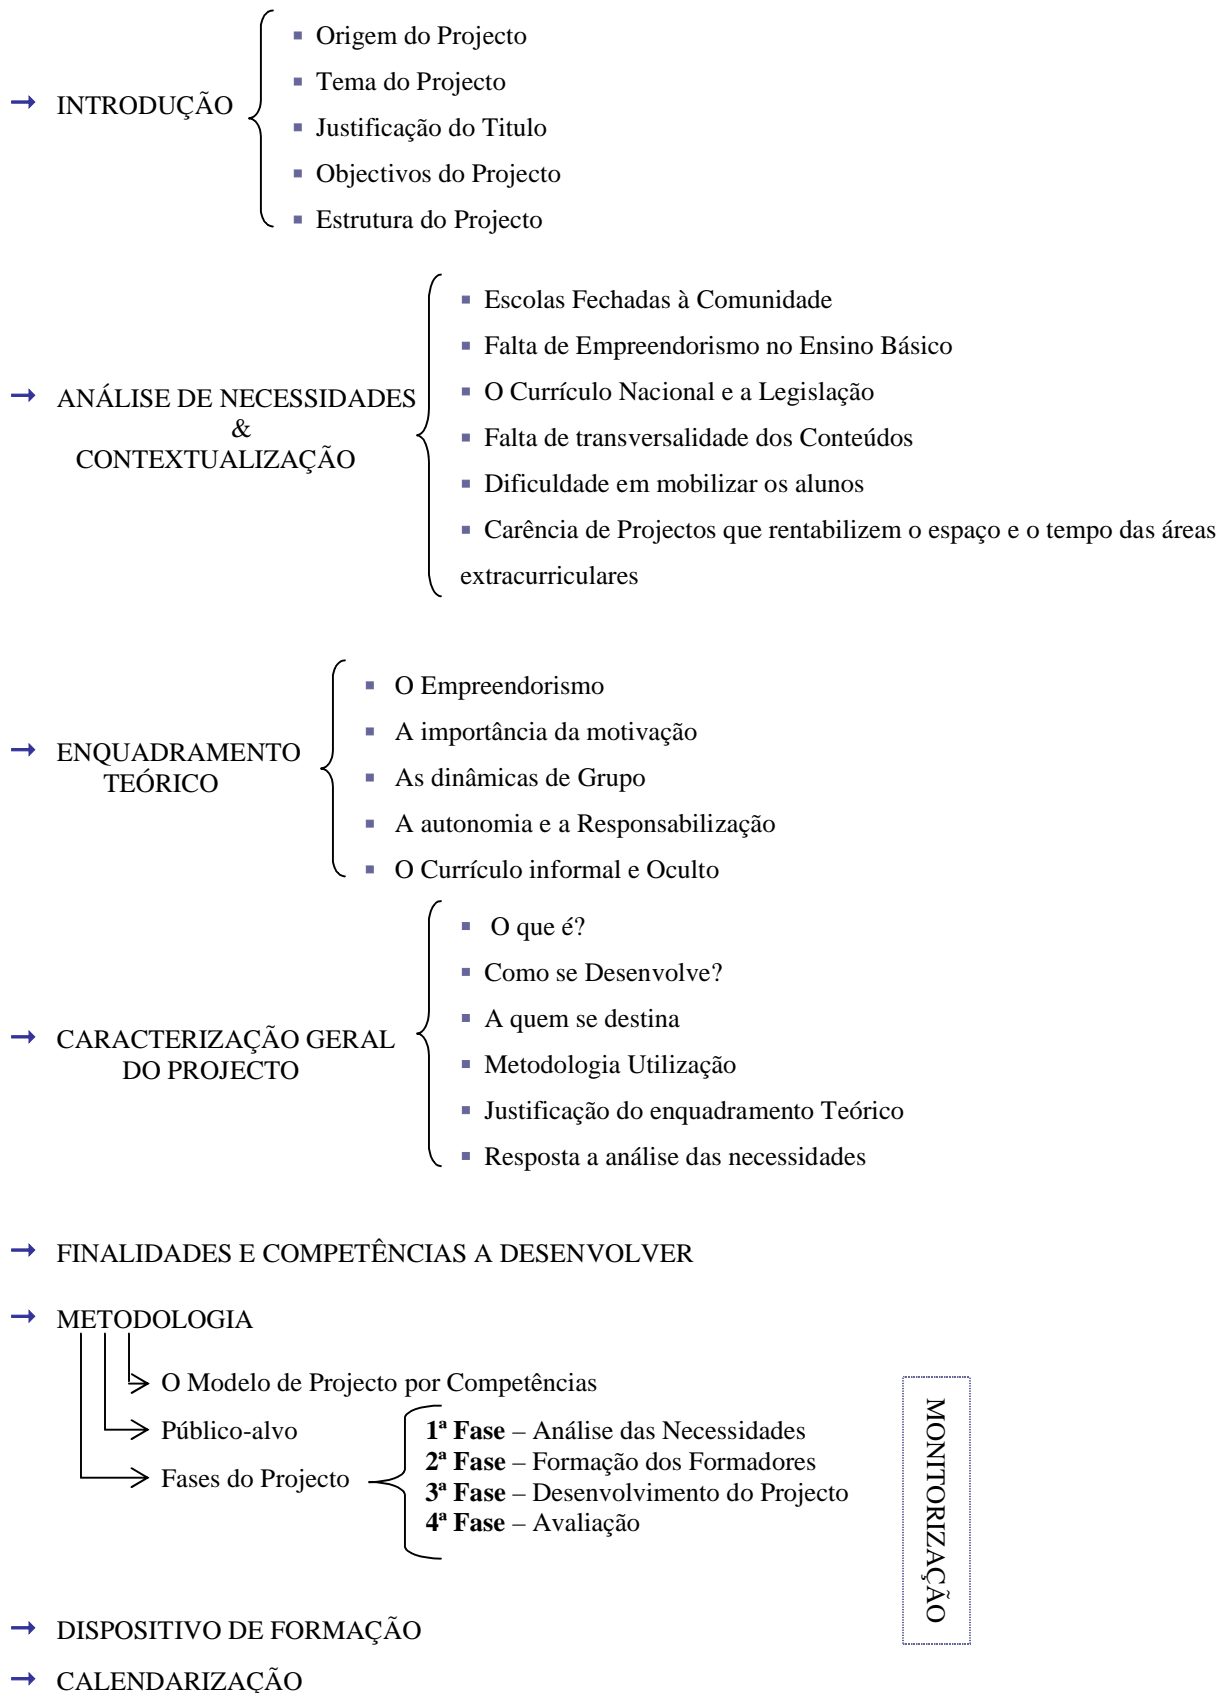 INTRODUÇÃO
Origem do Projecto
Tema do Projecto
Justificação do Titulo
Objectivos do Projecto
Estrutura do Projecto
ANÁLISE DE NECESSIDADES
&
CONTEXTUALIZAÇÃO
Escolas Fechadas à Comunidade
Falta de Empreendorismo no Ensino Básico
O Currículo Nacional e a Legislação
Falta de transversalidade dos Conteúdos
Dificuldade em mobilizar os alunos
Carência de Projectos que rentabilizem o espaço e o tempo das áreas
extracurriculares
ENQUADRAMENTO
TEÓRICO
O Empreendorismo
A importância da motivação
As dinâmicas de Grupo
A autonomia e a Responsabilização
O Currículo informal e Oculto
CARACTERIZAÇÃO GERAL
DO PROJECTO
O que é?
Como se Desenvolve?
A quem se destina
Metodologia Utilização
Justificação do enquadramento Teórico
Resposta a análise das necessidades
FINALIDADES E COMPETÊNCIAS A DESENVOLVER
METODOLOGIA
O Modelo de Projecto por Competências
Público-alvo
Fases do Projecto
1ª Fase – Análise das Necessidades
2ª Fase – Formação dos Formadores
3ª Fase – Desenvolvimento do Projecto
4ª Fase – Avaliação
MONITORIZAÇÃO
DISPOSITIVO DE FORMAÇÃO
CALENDARIZAÇÃO